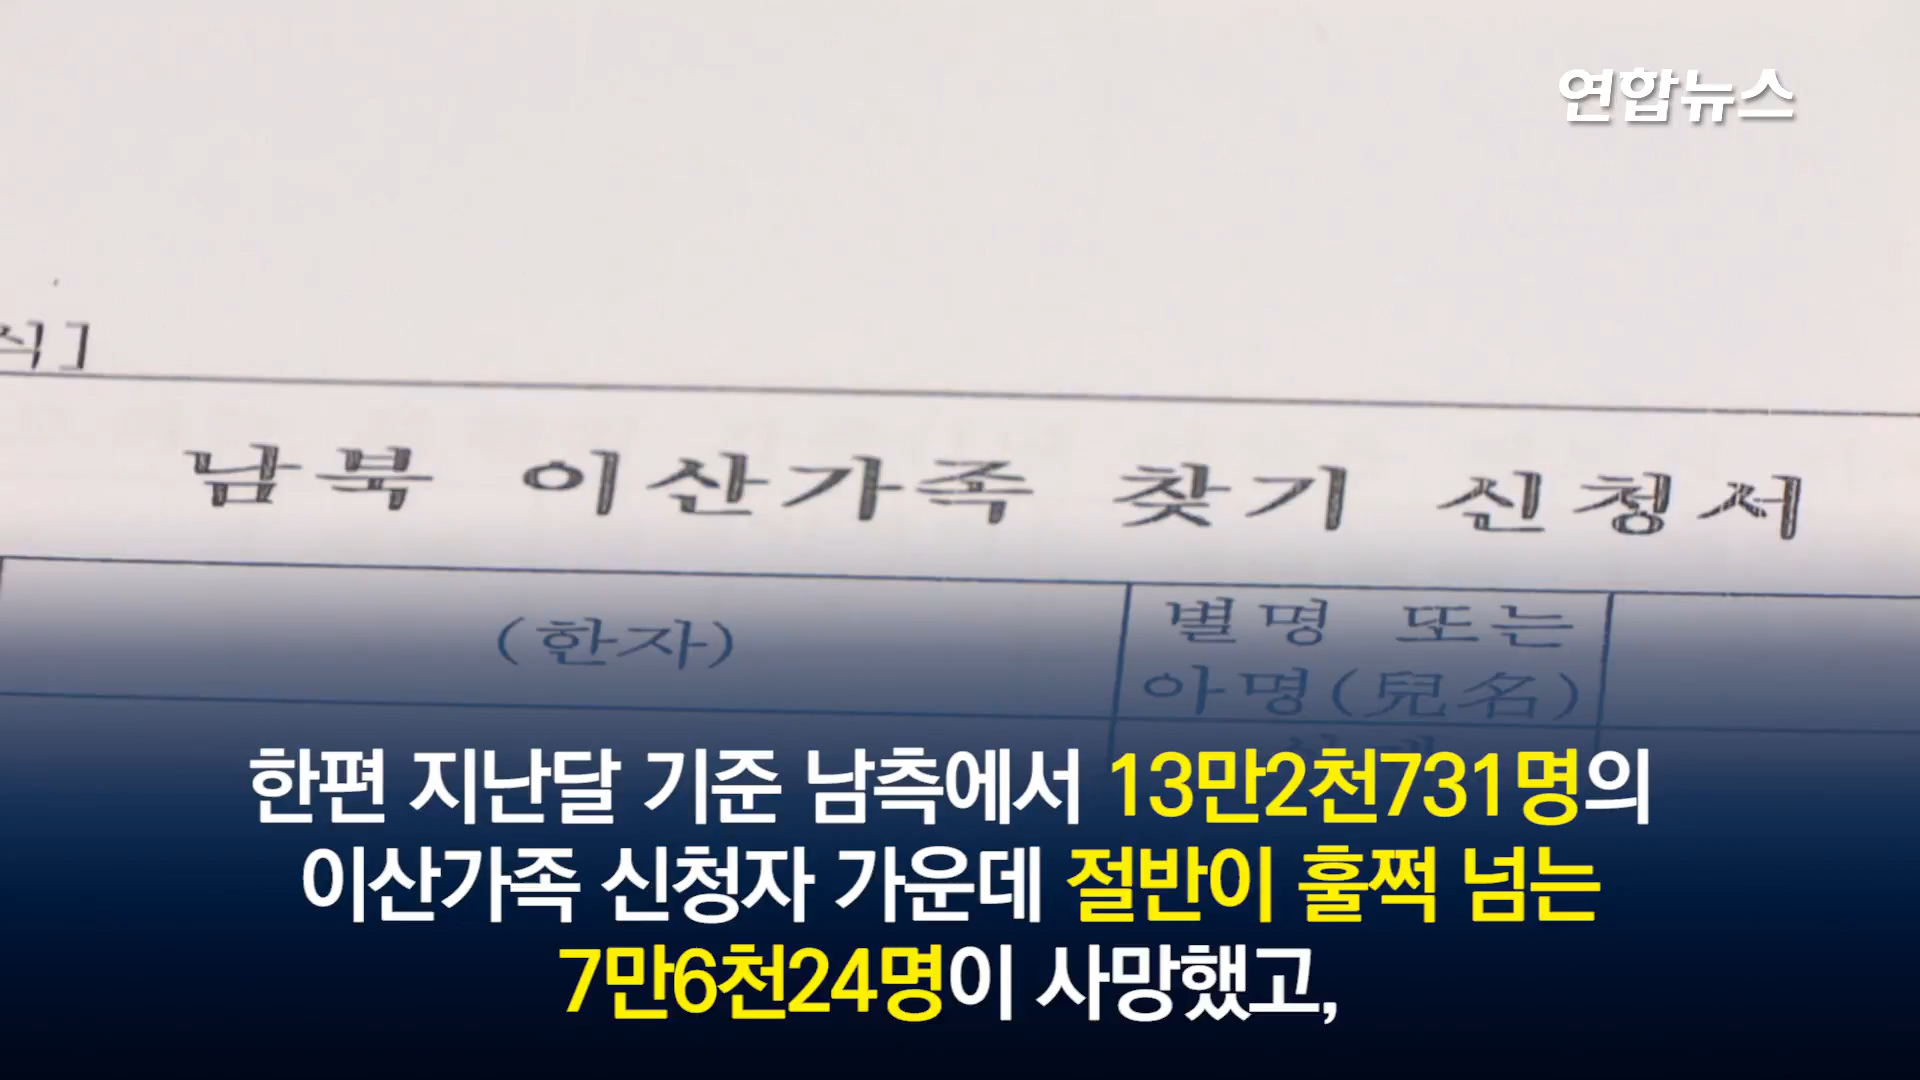 연합뉴스
식]
남북 이산가족 찾기 신청서
(한자)
별명 또는
아명(兒名)
한편 지난달 기준 남측에서 13만2천731명의
이산가족 신청자 가운데 절반이 훌쩍 넘는
7만6천24명이 사망했고,